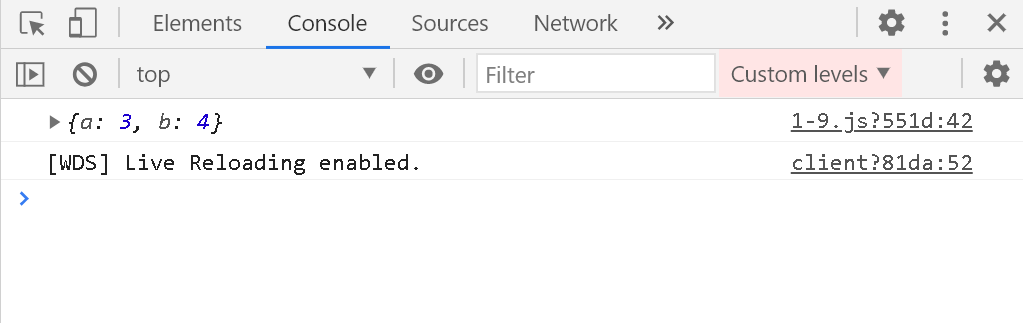 Elements Console Sources Network
top Filter Custom levels
{a: 3, b: 4} 1-9.js?551d:42
[WDS] Live Reloading enabled. client?81da:52